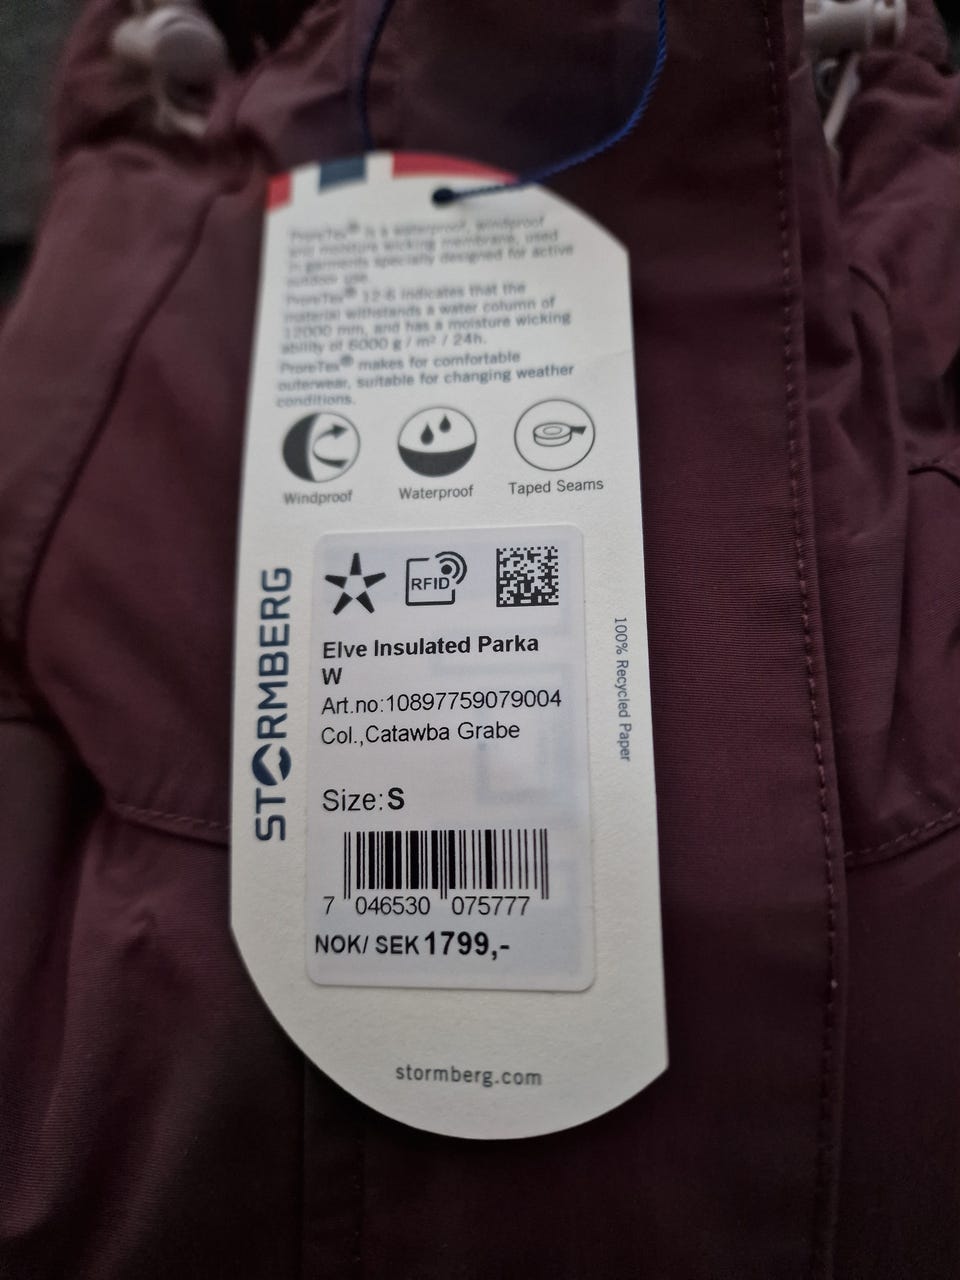 ProreTex® is a waterproof, windproof
and moisture wicking membrane, used
in garments specially designed for active
outdoor use.
ProreTex® 12-6 indicates that the
material withstands a water column of
12000 mm, and has a moisture wicking
ability of 6000 g / m² / 24h.
ProreTex® makes for comfortable
outerwear, suitable for changing weather
conditions.
Windproof
Waterproof
Taped Seams
STORMBERG
RFID
Elve Insulated Parka
W
Art.no:10897759079004
Col.,Catawba Grabe
Size:S
7 046530 075777
NOK/ SEK 1799,-
100% Recycled Paper
stormberg.com